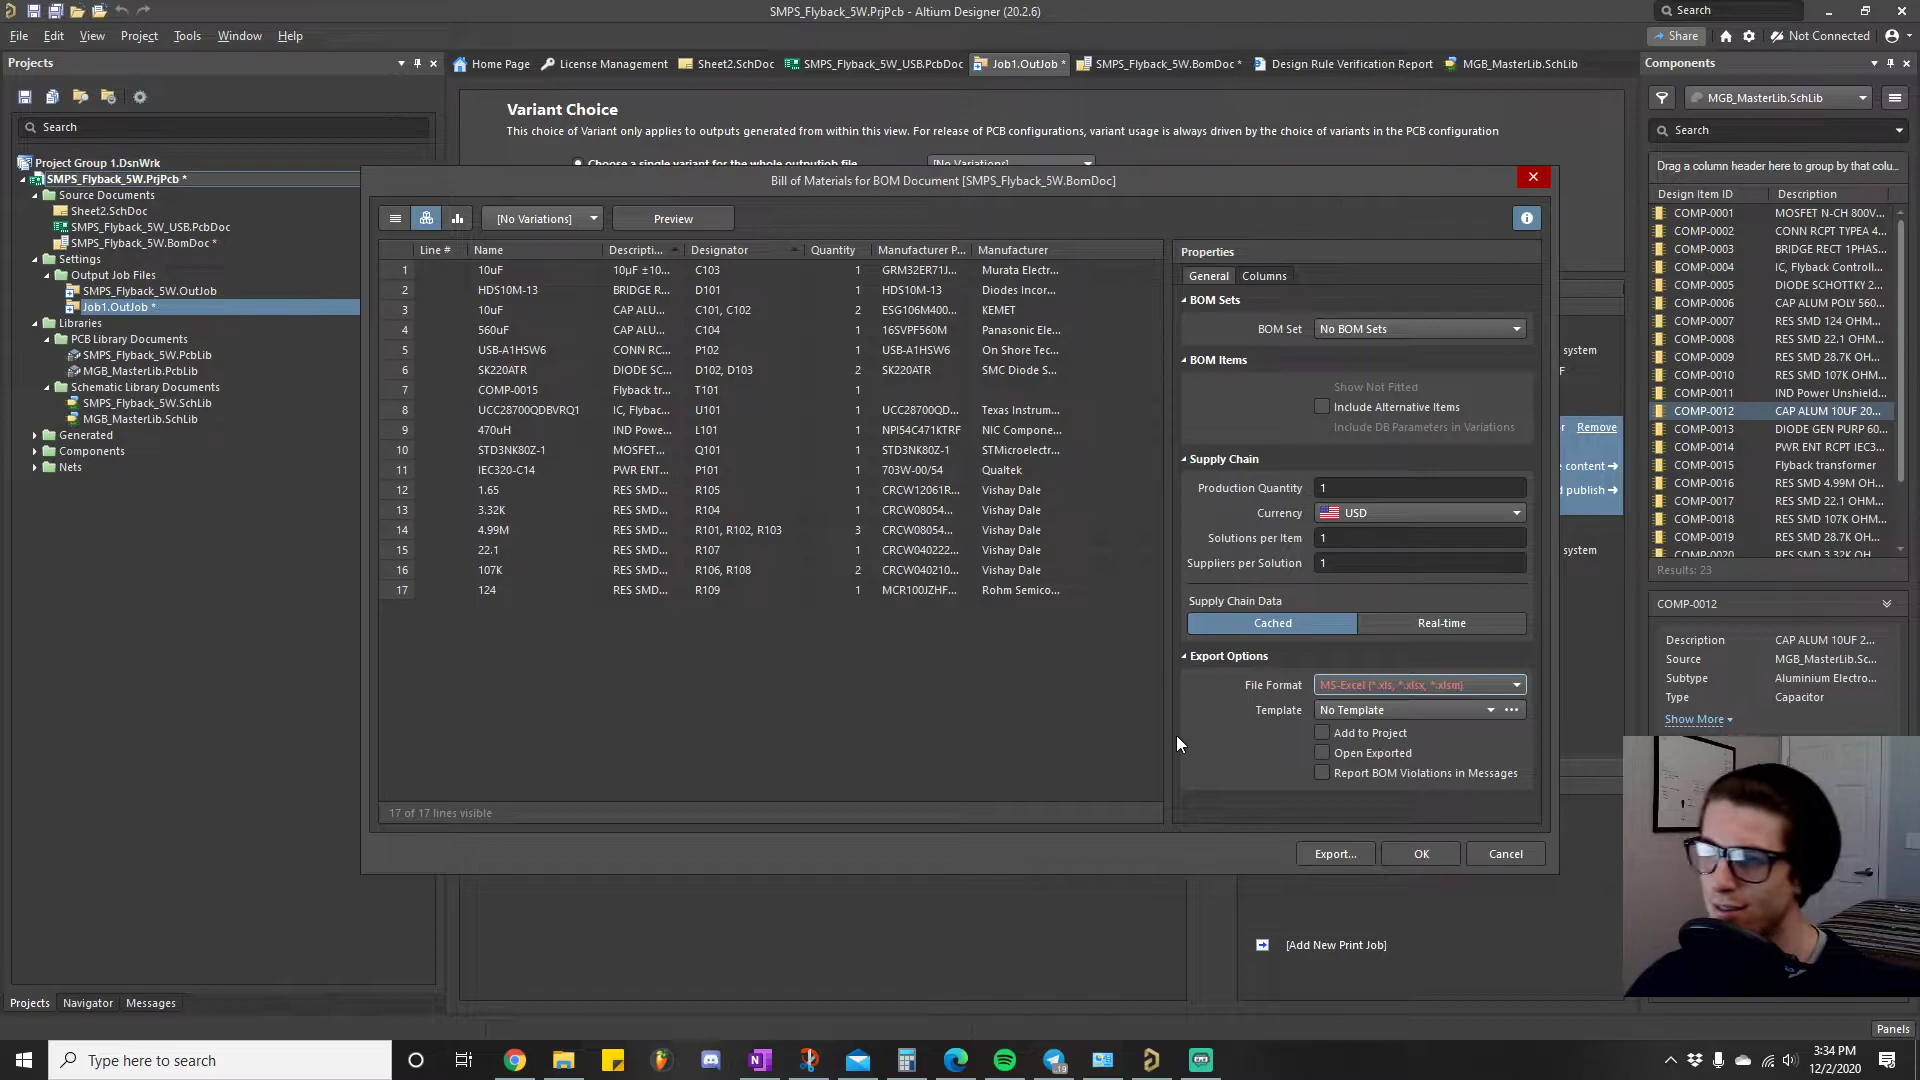 SMPS_Flyback_5W.PrjPcb - Altium Designer (20.2.6)
Search
File Edit View Project Tools Window Help
Share Not Connected
Projects
Home Page License Management Sheet2.SchDoc SMPS_Flyback_5W_USB.PcbDoc Job1.OutJob * SMPS_Flyback_5W.BomDoc * Design Rule Verification Report MGB_MasterLib.SchLib
Components
Search
Project Group 1.DsnWrk
SMPS_Flyback_5W.PrjPcb *
Source Documents
Sheet2.SchDoc
SMPS_Flyback_5W_USB.PcbDoc
SMPS_Flyback_5W.BomDoc *
Settings
Output Job Files
SMPS_Flyback_5W.OutJob
Job1.OutJob *
Libraries
PCB Library Documents
SMPS_Flyback_5W.PcbLib
MGB_MasterLib.PcbLib
Schematic Library Documents
SMPS_Flyback_5W.SchLib
MGB_MasterLib.SchLib
Generated
Components
Nets
Projects Navigator Messages
Variant Choice
This choice of Variant only applies to outputs generated from within this view. For release of PCB configurations, variant usage is always driven by the choice of variants in the PCB configuration
Choose a single variant for the whole outputjob file [No Variations]
Bill of Materials for BOM Document [SMPS_Flyback_5W.BomDoc]
[No Variations] Preview
Line # Name Descripti... Designator Quantity Manufacturer P... Manufacturer
1 10uF 10µF ±10... C103 1 GRM32ER71J... Murata Electr...
2 HDS10M-13 BRIDGE R... D101 1 HDS10M-13 Diodes Incor...
3 10uF CAP ALU... C101, C102 2 ESG106M400... KEMET
4 560uF CAP ALU... C104 1 16SVPF560M Panasonic Ele...
5 USB-A1HSW6 CONN RC... P102 1 USB-A1HSW6 On Shore Tec...
6 SK220ATR DIODE SC... D102, D103 2 SK220ATR SMC Diode S...
7 COMP-0015 Flyback tr... T101 1
8 UCC28700QDBVRQ1 IC, Flybac... U101 1 UCC28700QD... Texas Instrum...
9 470uH IND Powe... L101 1 NPI54C471KTRF NIC Compone...
10 STD3NK80Z-1 MOSFET... Q101 1 STD3NK80Z-1 STMicroelectr...
11 IEC320-C14 PWR ENT... P101 1 703W-00/54 Qualtek
12 1.65 RES SMD... R105 1 CRCW12061R... Vishay Dale
13 3.32K RES SMD... R104 1 CRCW08054... Vishay Dale
14 4.99M RES SMD... R101, R102, R103 3 CRCW08054... Vishay Dale
15 22.1 RES SMD... R107 1 CRCW040222... Vishay Dale
16 107K RES SMD... R106, R108 2 CRCW040210... Vishay Dale
17 124 RES SMD... R109 1 MCR100JZHF... Rohm Semico...
17 of 17 lines visible
Properties
General Columns
BOM Sets
BOM Set No BOM Sets
BOM Items
Show Not Fitted
Include Alternative Items
Include DB Parameters in Variations
Supply Chain
Production Quantity 1
Currency USD
Solutions per Item 1
Suppliers per Solution 1
Supply Chain Data
Cached Real-time
Export Options
File Format MS-Excel (*.xls, *.xlsx, *.xlsm)
Template No Template
Add to Project
Open Exported
Report BOM Violations in Messages
Export... OK Cancel
system
F
r Remove
e content
d publish
system
[Add New Print Job]
MGB_MasterLib.SchLib
Search
Drag a column header here to group by that colu...
Design Item ID Description
COMP-0001 MOSFET N-CH 800V...
COMP-0002 CONN RCPT TYPEA 4...
COMP-0003 BRIDGE RECT 1PHAS...
COMP-0004 IC, Flyback Controll...
COMP-0005 DIODE SCHOTTKY 2...
COMP-0006 CAP ALUM POLY 560...
COMP-0007 RES SMD 124 OHM...
COMP-0008 RES SMD 22.1 OHM...
COMP-0009 RES SMD 28.7K OH...
COMP-0010 RES SMD 107K OHM...
COMP-0011 IND Power Unshield...
COMP-0012 CAP ALUM 10UF 20...
COMP-0013 DIODE GEN PURP 60...
COMP-0014 PWR ENT RCPT IEC3...
COMP-0015 Flyback transformer
COMP-0016 RES SMD 4.99M OH...
COMP-0017 RES SMD 22.1 OHM...
COMP-0018 RES SMD 107K OHM...
COMP-0019 RES SMD 28.7K OH...
COMP-0020 RES SMD 3.32K OH...
Results: 23
COMP-0012
Description CAP ALUM 10UF 2...
Source MGB_MasterLib.Sc...
Subtype Aluminium Electro...
Type Capacitor
Show More
Panels
Type here to search
19
3:34 PM
12/2/2020